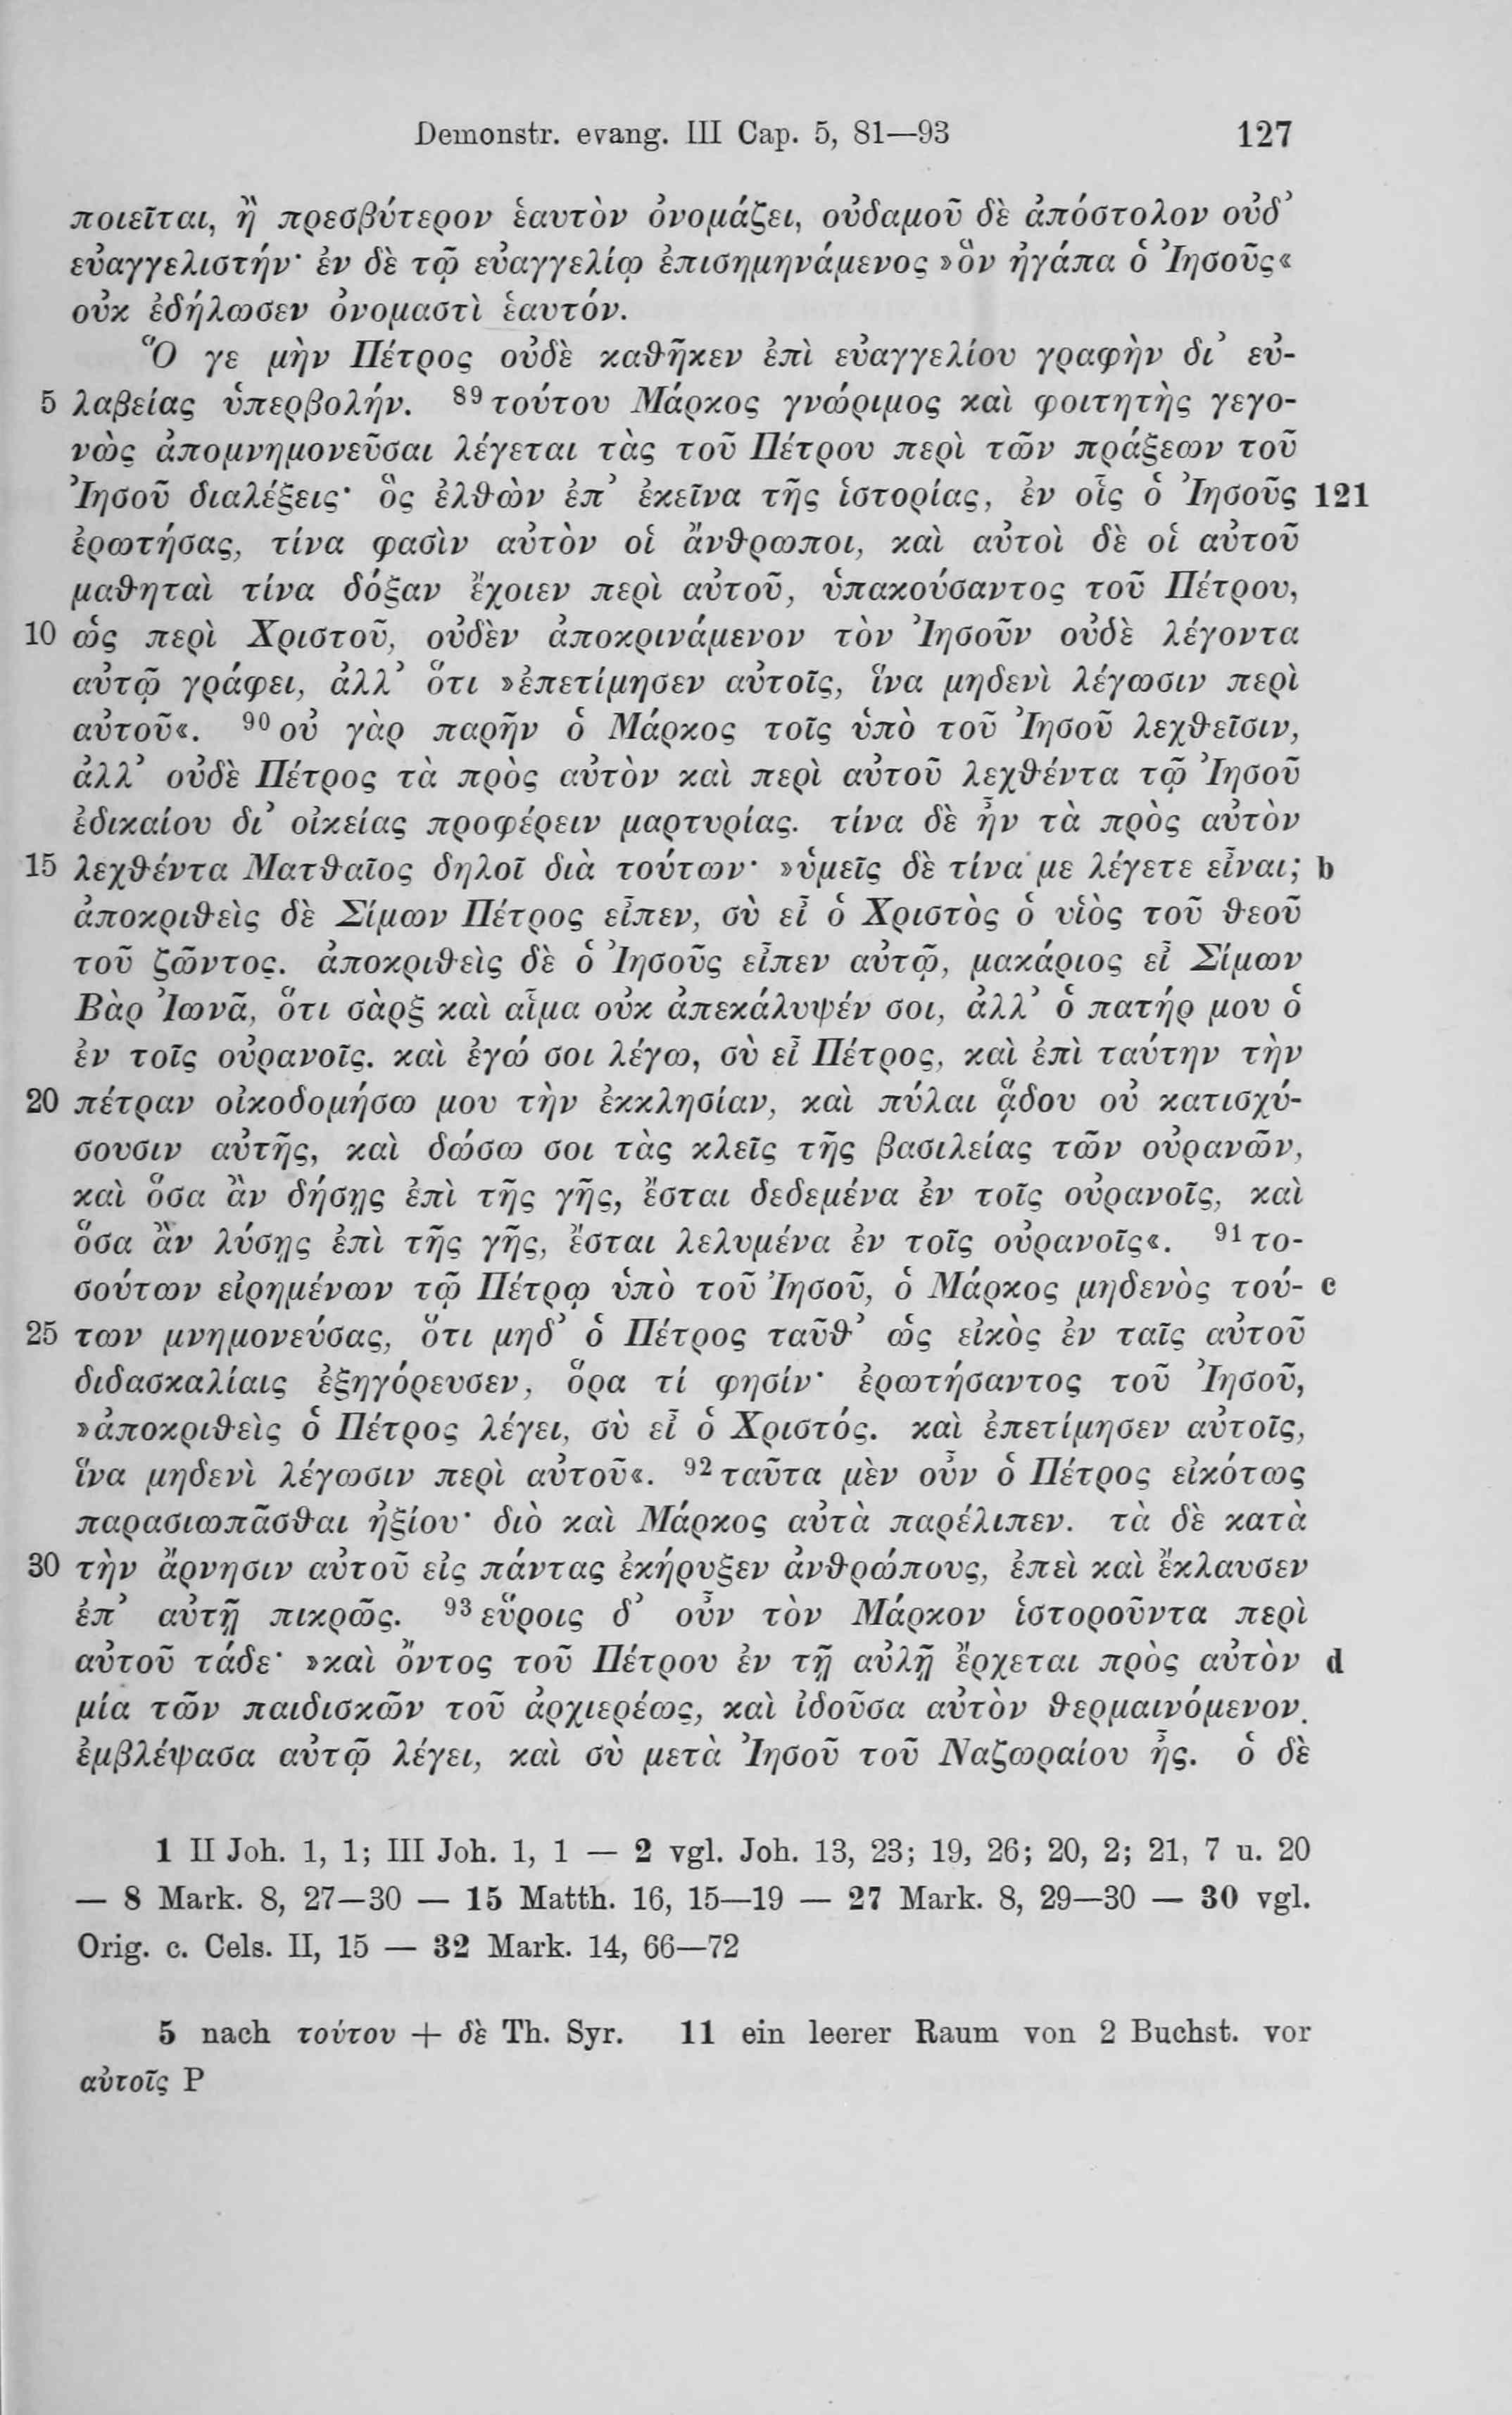 Demonstr. evang. III Cap. 5, 81—93 127
ποιεῖται, ἢ πρεσβύτερον ἑαυτὸν ὀνομάζει, οὐδαμοῦ δὲ ἀπόστολον οὐδ’
εὐαγγελιστήν· ἐν δὲ τῷ εὐαγγελίῳ ἐπισημηνάμενος »ὃν ἠγάπα ὁ Ἰησοῦς«
οὐκ ἐδήλωσεν ὀνομαστὶ ἑαυτόν.
Ὅ γε μὴν Πέτρος οὐδὲ καθῆκεν ἐπὶ εὐαγγελίου γραφὴν δι’ εὐ-
5 λαβείας ὑπερβολήν. ⁸⁹ τούτου Μάρκος γνώριμος καὶ φοιτητὴς γεγο-
νὼς ἀπομνημονεῦσαι λέγεται τὰς τοῦ Πέτρου περὶ τῶν πράξεων τοῦ
Ἰησοῦ διαλέξεις· ὃς ἐλθὼν ἐπ’ ἐκεῖνα τῆς ἱστορίας, ἐν οἷς ὁ Ἰησοῦς 121
ἐρωτήσας, τίνα φασὶν αὐτὸν οἱ ἄνθρωποι, καὶ αὐτοὶ δὲ οἱ αὐτοῦ
μαθηταὶ τίνα δόξαν ἔχοιεν περὶ αὐτοῦ, ὑπακούσαντος τοῦ Πέτρου,
10 ὡς περὶ Χριστοῦ, οὐδὲν ἀποκρινάμενον τὸν Ἰησοῦν οὐδὲ λέγοντα
αὐτῷ γράφει, ἀλλ’ ὅτι »ἐπετίμησεν αὐτοῖς, ἵνα μηδενὶ λέγωσιν περὶ
αὐτοῦ«. ⁹⁰ οὐ γὰρ παρῆν ὁ Μάρκος τοῖς ὑπὸ τοῦ Ἰησοῦ λεχθεῖσιν,
ἀλλ’ οὐδὲ Πέτρος τὰ πρὸς αὐτὸν καὶ περὶ αὐτοῦ λεχθέντα τῷ Ἰησοῦ
ἐδικαίου δι’ οἰκείας προφέρειν μαρτυρίας. τίνα δὲ ἦν τὰ πρὸς αὐτὸν
15 λεχθέντα Ματθαῖος δηλοῖ διὰ τούτων· »ὑμεῖς δὲ τίνα με λέγετε εἶναι; b
ἀποκριθεὶς δὲ Σίμων Πέτρος εἶπεν, σὺ εἶ ὁ Χριστὸς ὁ υἱὸς τοῦ θεοῦ
τοῦ ζῶντος. ἀποκριθεὶς δὲ ὁ Ἰησοῦς εἶπεν αὐτῷ, μακάριος εἶ Σίμων
Βὰρ Ἰωνᾶ, ὅτι σὰρξ καὶ αἷμα οὐκ ἀπεκάλυψέν σοι, ἀλλ’ ὁ πατήρ μου ὁ
ἐν τοῖς οὐρανοῖς. καὶ ἐγώ σοι λέγω, σὺ εἶ Πέτρος, καὶ ἐπὶ ταύτην τὴν
20 πέτραν οἰκοδομήσω μου τὴν ἐκκλησίαν, καὶ πύλαι ᾅδου οὐ κατισχύ-
σουσιν αὐτῆς, καὶ δώσω σοι τὰς κλεῖς τῆς βασιλείας τῶν οὐρανῶν,
καὶ ὅσα ἂν δήσῃς ἐπὶ τῆς γῆς, ἔσται δεδεμένα ἐν τοῖς οὐρανοῖς, καὶ
ὅσα ἂν λύσῃς ἐπὶ τῆς γῆς, ἔσται λελυμένα ἐν τοῖς οὐρανοῖς«. ⁹¹ το-
σούτων εἰρημένων τῷ Πέτρῳ ὑπὸ τοῦ Ἰησοῦ, ὁ Μάρκος μηδενὸς τού- c
25 των μνημονεύσας, ὅτι μηδ’ ὁ Πέτρος ταῦθ’ ὡς εἰκὸς ἐν ταῖς αὐτοῦ
διδασκαλίαις ἐξηγόρευσεν, ὅρα τί φησίν· ἐρωτήσαντος τοῦ Ἰησοῦ,
»ἀποκριθεὶς ὁ Πέτρος λέγει, σὺ εἶ ὁ Χριστός. καὶ ἐπετίμησεν αὐτοῖς,
ἵνα μηδενὶ λέγωσιν περὶ αὐτοῦ«. ⁹² ταῦτα μὲν οὖν ὁ Πέτρος εἰκότως
παρασιωπᾶσθαι ἠξίου· διὸ καὶ Μάρκος αὐτὰ παρέλιπεν. τὰ δὲ κατὰ
30 τὴν ἄρνησιν αὐτοῦ εἰς πάντας ἐκήρυξεν ἀνθρώπους, ἐπεὶ καὶ ἔκλαυσεν
ἐπ’ αὐτῇ πικρῶς. ⁹³ εὕροις δ’ οὖν τὸν Μάρκον ἱστοροῦντα περὶ
αὐτοῦ τάδε· »καὶ ὄντος τοῦ Πέτρου ἐν τῇ αὐλῇ ἔρχεται πρὸς αὐτὸν d
μία τῶν παιδισκῶν τοῦ ἀρχιερέως, καὶ ἰδοῦσα αὐτὸν θερμαινόμενον,
ἐμβλέψασα αὐτῷ λέγει, καὶ σὺ μετὰ Ἰησοῦ τοῦ Ναζωραίου ἦς. ὁ δὲ
1 II Joh. 1, 1; III Joh. 1, 1 — 2 vgl. Joh. 13, 23; 19, 26; 20, 2; 21, 7 u. 20
— 8 Mark. 8, 27—30 — 15 Matth. 16, 15—19 — 27 Mark. 8, 29—30 — 30 vgl.
Orig. c. Cels. II, 15 — 32 Mark. 14, 66—72
5 nach τούτου + δὲ Th. Syr. 11 ein leerer Raum von 2 Buchst. vor
αὐτοῖς P